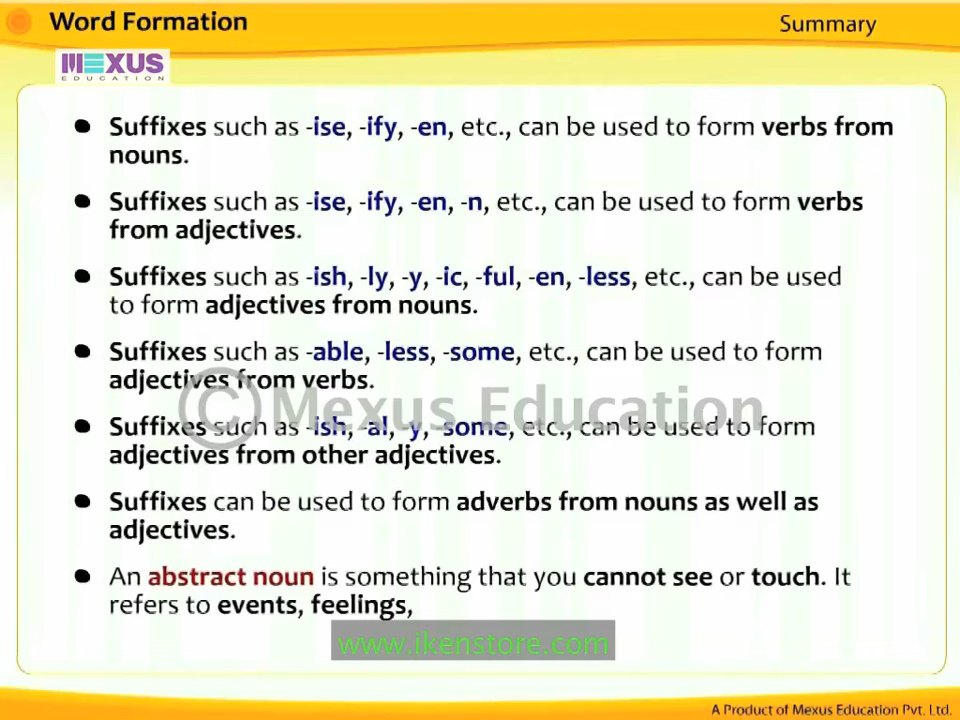 Word Formation
Summary
MEXUS
EDUCATION
Suffixes such as -ise, -ify, -en, etc., can be used to form verbs from
nouns.
Suffixes such as -ise, -ify, -en, -n, etc., can be used to form verbs
from adjectives.
Suffixes such as -ish, -ly, -y, -ic, -ful, -en, -less, etc., can be used
to form adjectives from nouns.
Suffixes such as -able, -less, -some, etc., can be used to form
adjectives from verbs.
© Mexus Education
Suffixes such as -ish, -al, -y, -some, etc., can be used to form
adjectives from other adjectives.
Suffixes can be used to form adverbs from nouns as well as
adjectives.
An abstract noun is something that you cannot see or touch. It
refers to events, feelings,
www.ikenstore.com
A Product of Mexus Education Pvt. Ltd.